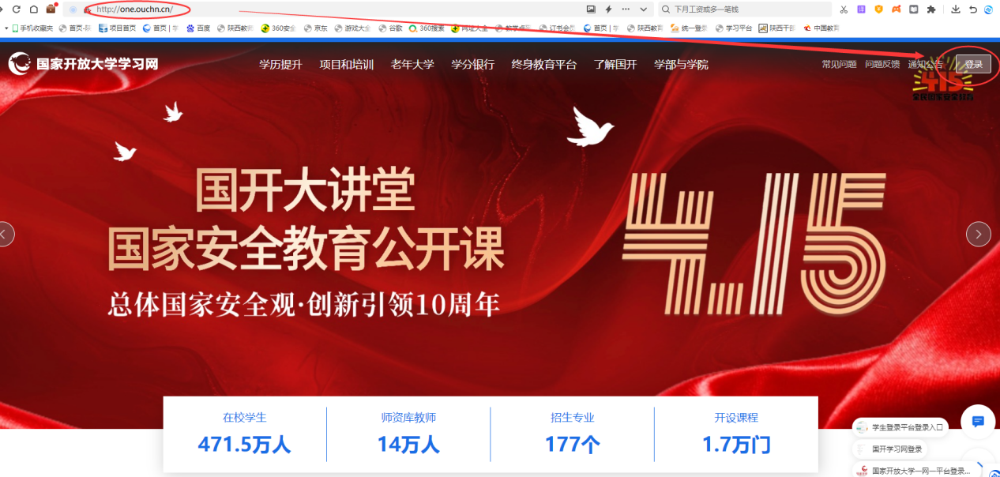 http://one.ouchn.cn/
下月工资或多一笔钱
手机收藏夹 首页 项目首页 首页 | 百度 陕西教 360安全 京东 游戏大全 谷歌 360搜索 网址大全 教学点 订书会 首页 | 陕西教 统一登录 学习平台 陕西干部 中国教育
国家开放大学学习网
学历提升 项目和培训 老年大学 学分银行 终身教育平台 了解国开 学部与学院
常见问题 问题反馈 通知公告 登录
415
全民国家安全教育
国开大讲堂
国家安全教育公开课
总体国家安全观·创新引领10周年
4.15
在校学生 师资库教师 招生专业 开设课程
471.5万人 14万人 177个 1.7万门
学生登录平台登录入口
国开学习网登录
国家开放大学一网一平台登录...